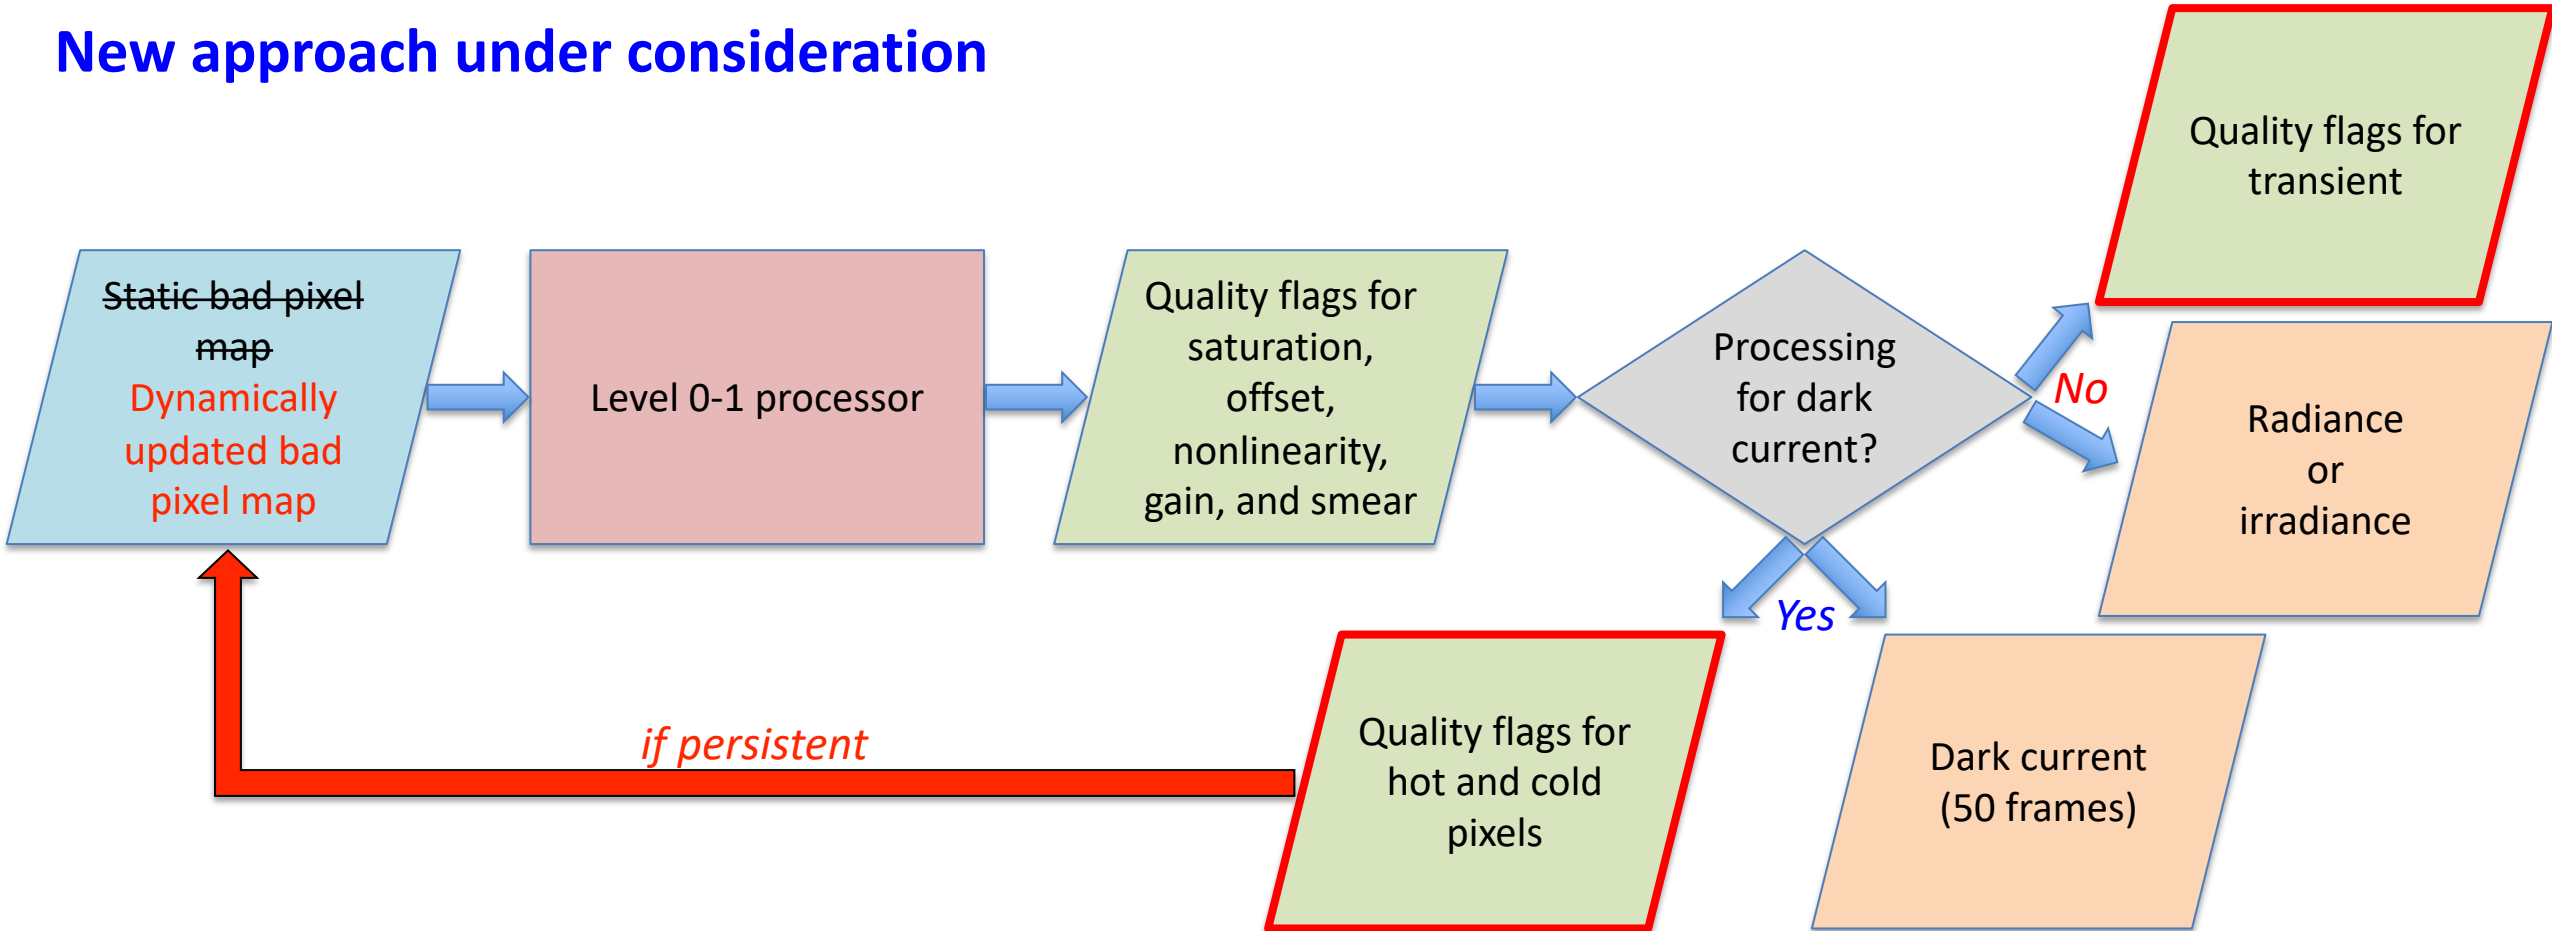 New approach under consideration
Static bad pixel
map
Dynamically
updated bad
pixel map
Level 0-1 processor
Quality flags for
saturation,
offset,
nonlinearity,
gain, and smear
Processing
for dark
current?
No
Quality flags for
transient
Radiance
or
irradiance
Yes
Quality flags for
hot and cold
pixels
Dark current
(50 frames)
if persistent